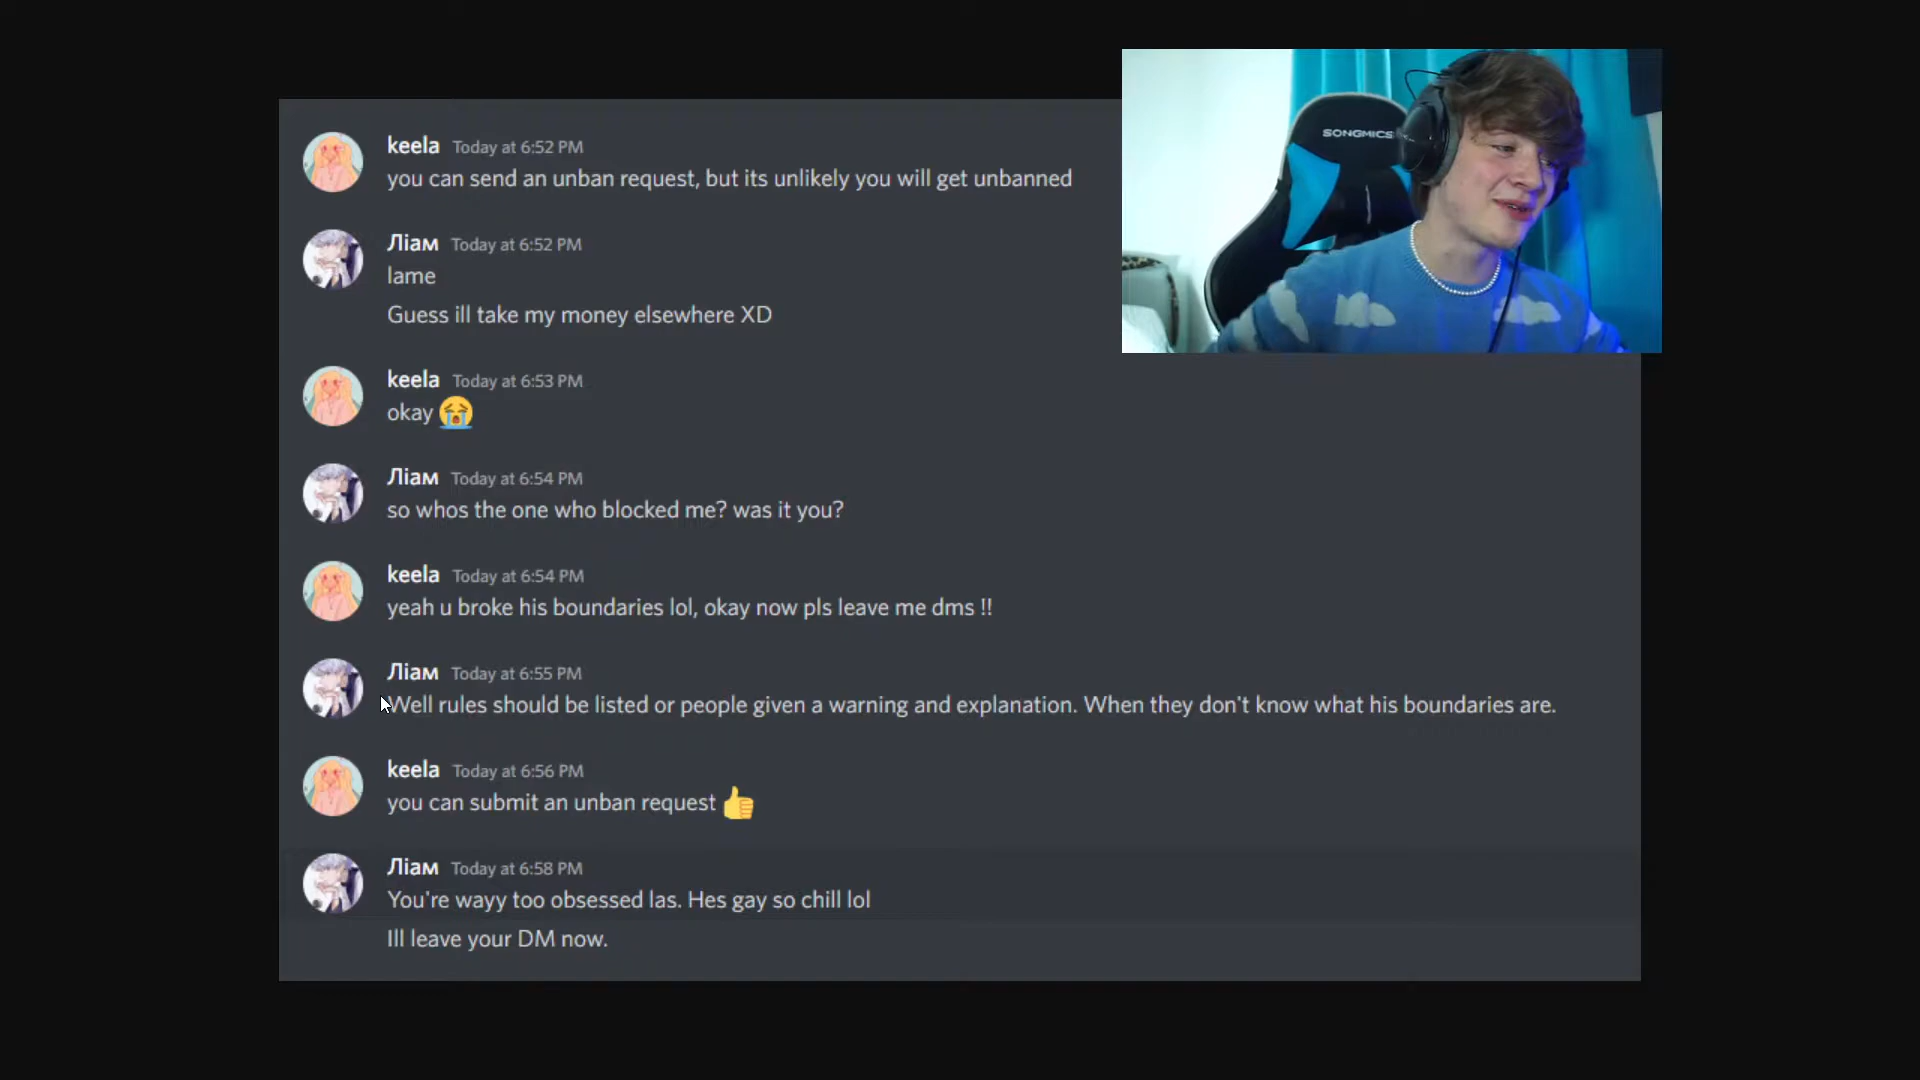 keela Today at 6:52 PM
you can send an unban request, but its unlikely you will get unbanned
SONGMICS
Ліам Today at 6:52 PM
lame
Guess ill take my money elsewhere XD
keela Today at 6:53 PM
okay 😭
Ліам Today at 6:54 PM
so whos the one who blocked me? was it you?
keela Today at 6:54 PM
yeah u broke his boundaries lol, okay now pls leave me dms !!
Ліам Today at 6:55 PM
Well rules should be listed or people given a warning and explanation. When they don't know what his boundaries are.
keela Today at 6:56 PM
you can submit an unban request 👍
Ліам Today at 6:58 PM
You're wayy too obsessed las. Hes gay so chill lol
Ill leave your DM now.